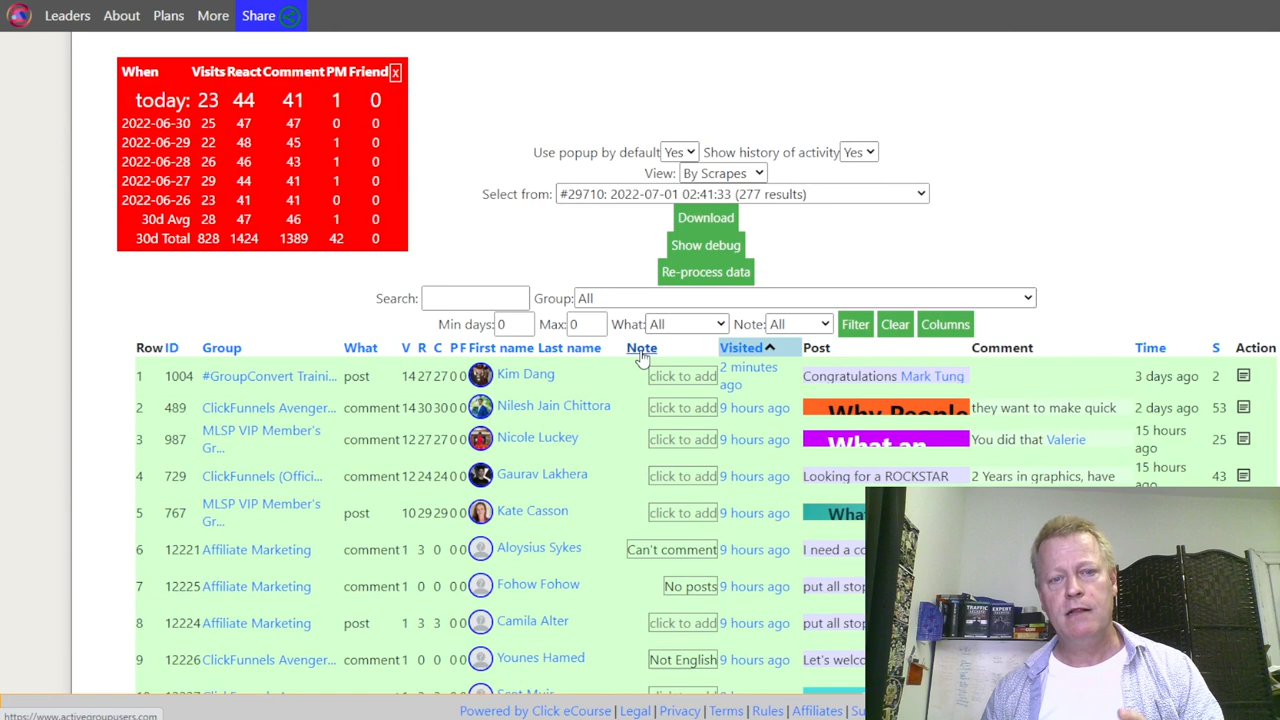 Leaders About Plans More Share
When Visits React Comment PM Friend x
today: 23 44 41 1 0
2022-06-30 25 47 47 0 0
2022-06-29 22 48 45 1 0
2022-06-28 26 46 43 1 0
2022-06-27 29 44 41 1 0
2022-06-26 23 41 41 0 0
30d Avg 28 47 46 1 0
30d Total 828 1424 1389 42 0
Use popup by default Yes Show history of activity Yes
View: By Scrapes
Select from: #29710: 2022-07-01 02:41:33 (277 results)
Download
Show debug
Re-process data
Search: Group: All
Min days: 0 Max: 0 What: All Note: All Filter Clear Columns
Row ID Group What V R C P F First name Last name Note Visited Post Comment Time S Action
1 1004 #GroupConvert Traini... post 14 27 27 0 0 Kim Dang click to add 2 minutes ago Congratulations Mark Tung 3 days ago 2
2 489 ClickFunnels Avenger... comment 14 30 30 0 0 Nilesh Jain Chittora click to add 9 hours ago Why People they want to make quick 2 days ago 53
3 987 MLSP VIP Member's Gr... comment 12 27 27 0 0 Nicole Luckey click to add 9 hours ago What an You did that Valerie 15 hours ago 25
4 729 ClickFunnels (Offici... comment 12 24 24 0 0 Gaurav Lakhera click to add 9 hours ago Looking for a ROCKSTAR 2 Years in graphics, have 15 hours ago 43
5 767 MLSP VIP Member's Gr... post 10 29 29 0 0 Kate Casson click to add 9 hours ago What
6 12221 Affiliate Marketing comment 1 3 0 0 0 Aloysius Sykes Can't comment 9 hours ago I need a co
7 12225 Affiliate Marketing comment 1 0 0 0 0 Fohow Fohow No posts 9 hours ago put all stop
8 12224 Affiliate Marketing post 1 3 3 0 0 Camila Alter click to add 9 hours ago put all stop
9 12226 ClickFunnels Avenger... comment 1 0 0 0 0 Younes Hamed Not English 9 hours ago Let's welco
TRAFFIC SECRETS EXPERT SECRETS
Powered by Click eCourse | Legal | Privacy | Terms | Rules | Affiliates | Su
https://www.activegroupusers.com